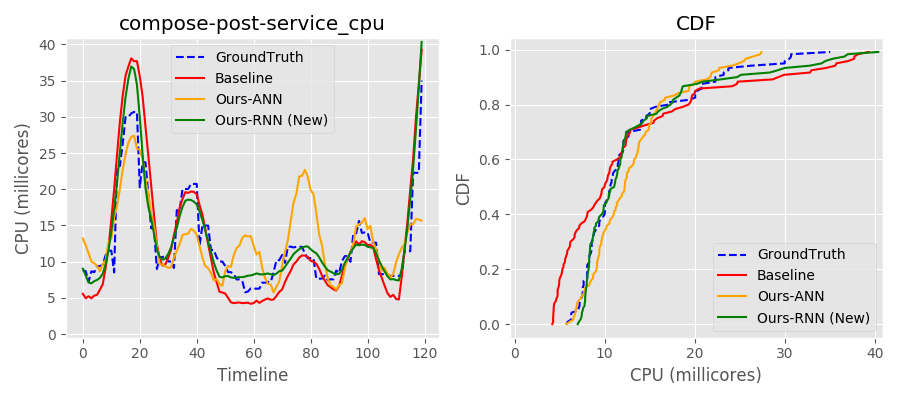 compose-post-service_cpu
CPU (millicores)
40
35
30
25
20
15
10
5
0
GroundTruth
Baseline
Ours-ANN
Ours-RNN (New)
0 20 40 60 80 100 120
Timeline
CDF
CDF
1.0
0.8
0.6
0.4
0.2
0.0
GroundTruth
Baseline
Ours-ANN
Ours-RNN (New)
0 10 20 30 40
CPU (millicores)